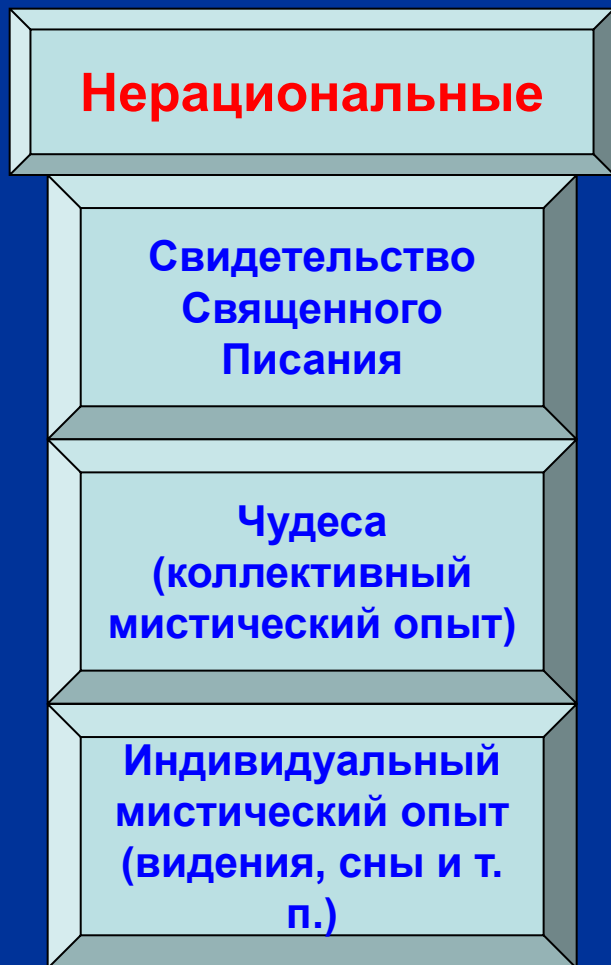 Нерациональные
Свидетельство
Священного
Писания
Чудеса
(коллективный
мистический опыт)
Индивидуальный
мистический опыт
(видения, сны и т.
п.)